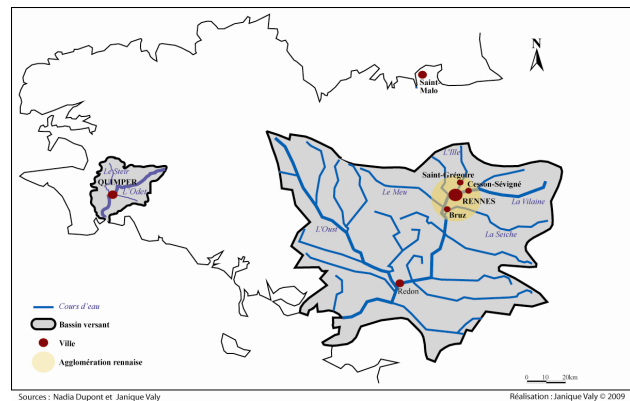 N
Saint-
Malo
L'Ille
Saint-Grégoire
Cesson-Sévigné
Le Meu
RENNES
La Vilaine
Bruz
La Seiche
L'Oust
Redon
Le Steir
QUIMPER
L'Odet
Cours d'eau
Bassin versant
Ville
Agglomération rennaise
0 10 20km
Sources : Nadia Dupont et Janique Valy
Réalisation : Janique Valy © 2009